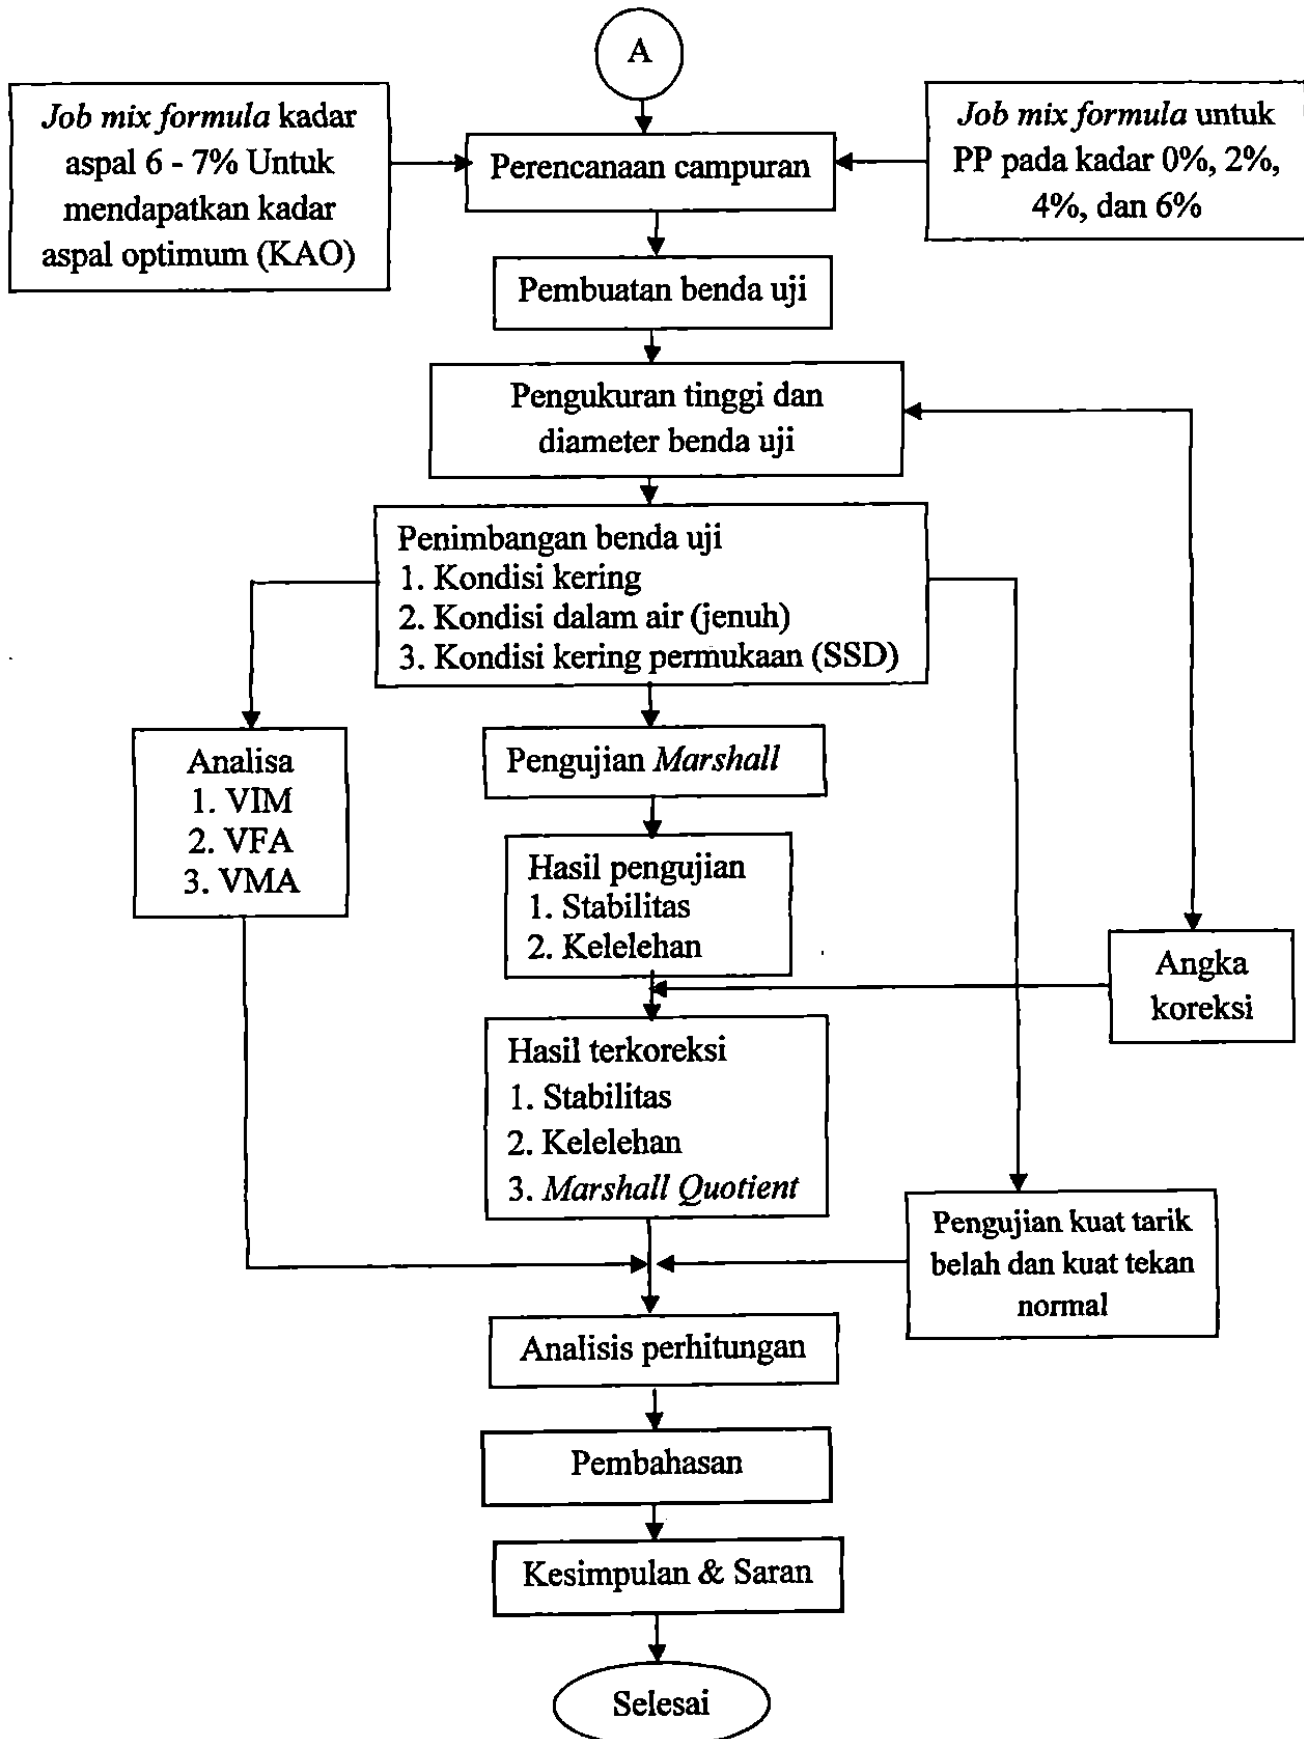 A
Job mix formula kadar
aspal 6 - 7% Untuk
mendapatkan kadar
aspal optimum (KAO)
Perencanaan campuran
Job mix formula untuk
PP pada kadar 0%, 2%,
4%, dan 6%
Pembuatan benda uji
Pengukuran tinggi dan
diameter benda uji
Penimbangan benda uji
1. Kondisi kering
2. Kondisi dalam air (jenuh)
3. Kondisi kering permukaan (SSD)
Analisa
1. VIM
2. VFA
3. VMA
Pengujian Marshall
Hasil pengujian
1. Stabilitas
2. Kelelehan
Angka
koreksi
Hasil terkoreksi
1. Stabilitas
2. Kelelehan
3. Marshall Quotient
Pengujian kuat tarik
belah dan kuat tekan
normal
Analisis perhitungan
Pembahasan
Kesimpulan & Saran
Selesai